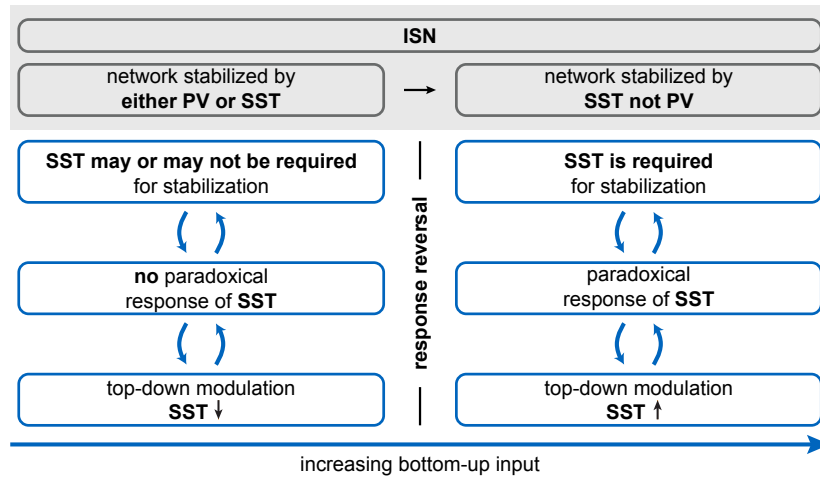 ISN
network stabilized by
either PV or SST
network stabilized by
SST not PV
SST may or may not be required
for stabilization
no paradoxical
response of SST
top-down modulation
SST ↓
response reversal
SST is required
for stabilization
paradoxical
response of SST
top-down modulation
SST ↑
increasing bottom-up input